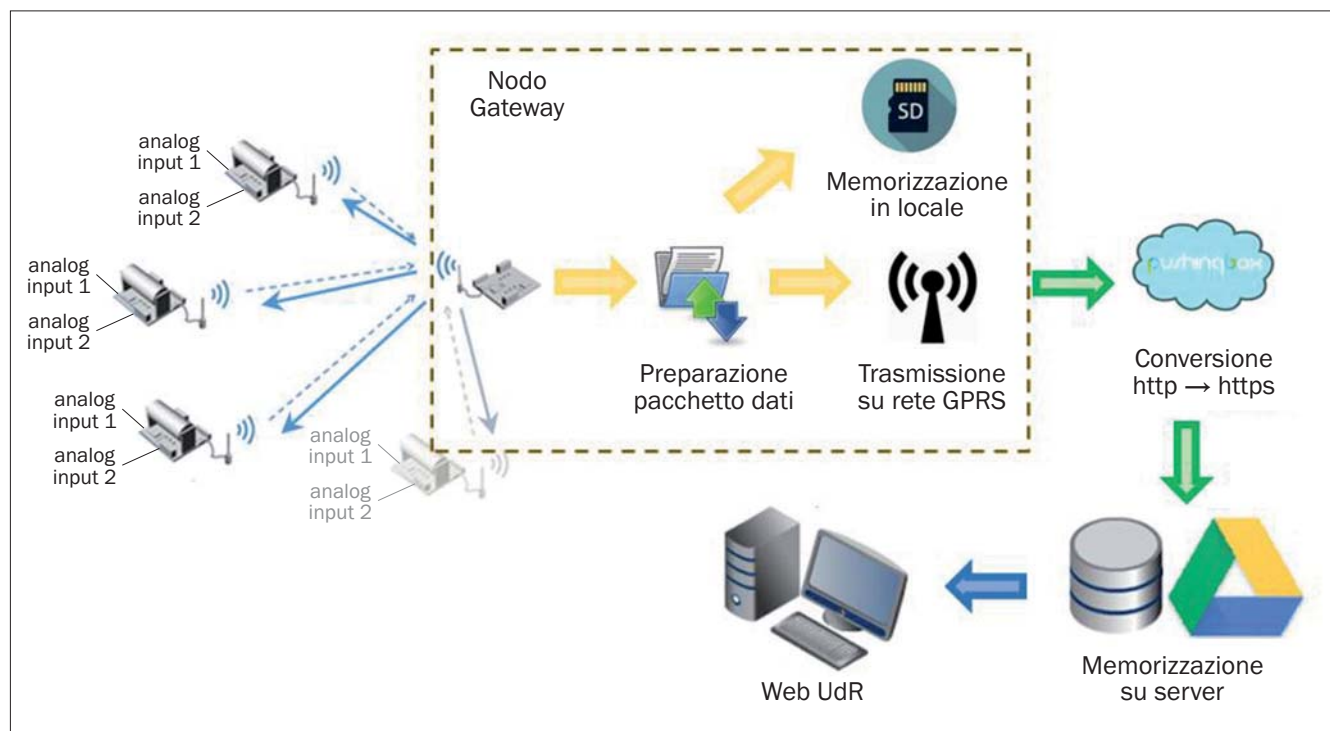 Nodo
Gateway
SD
Memorizzazione
in locale
analog
input 1
analog
input 2
analog
input 1
analog
input 2
analog
input 1
analog
input 2
analog
input 1
analog
input 2
Preparazione
pacchetto dati
Trasmissione
su rete GPRS
pushingbox
Conversione
http → https
Web UdR
Memorizzazione
su server